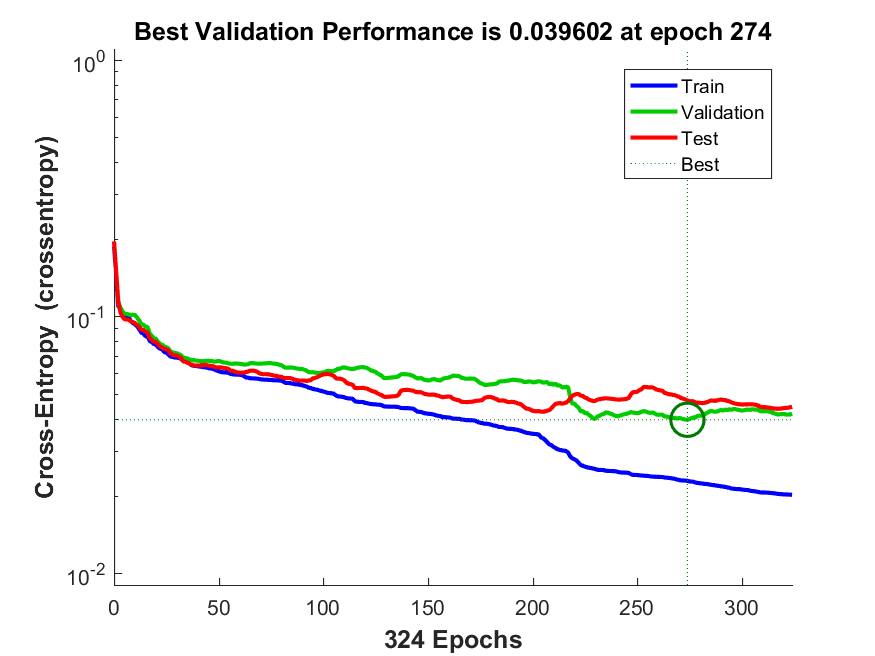 Best Validation Performance is 0.039602 at epoch 274
Cross-Entropy (crossentropy)
10^0
10^-1
10^-2
Train
Validation
Test
Best
0 50 100 150 200 250 300
324 Epochs